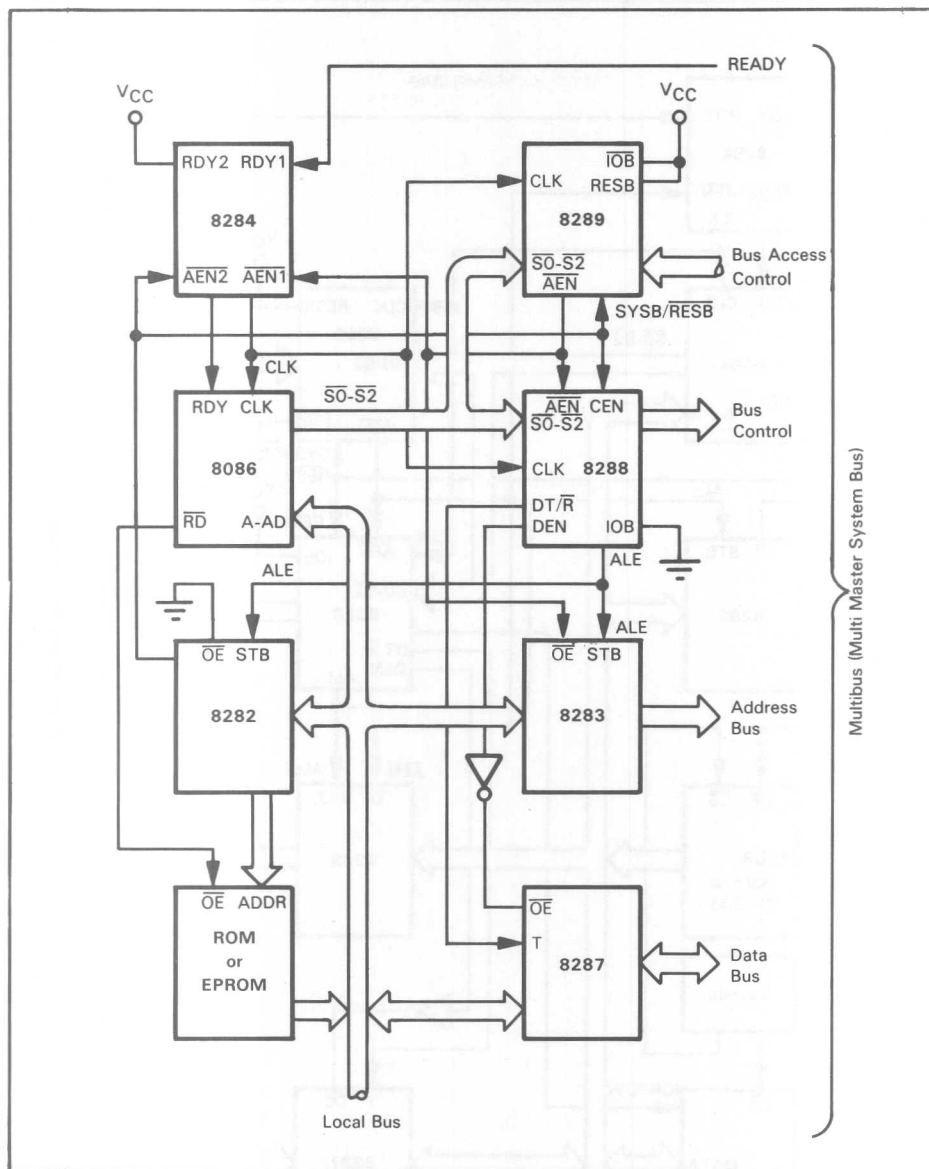 READY
VCC
VCC
RDY2 RDY1
8284
AEN2 AEN1
IOB
CLK
RESB
8289
S0-S2
AEN
Bus Access
Control
SYSB/RESB
CLK
S0-S2
RDY CLK
8086
RD A-AD
AEN CEN
S0-S2
CLK
8288
DT/R
DEN
IOB
Bus
Control
ALE
ALE
ALE
OE STB
8282
OE STB
8283
Address
Bus
OE ADDR
ROM
or
EPROM
OE
T
8287
Data
Bus
Local Bus
Multibus (Multi Master System Bus)